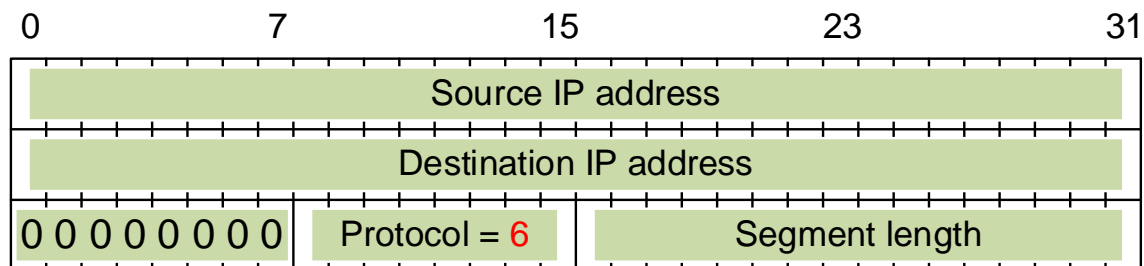 0 7 15 23 31
Source IP address
Destination IP address
0 0 0 0 0 0 0 0 Protocol = 6 Segment length